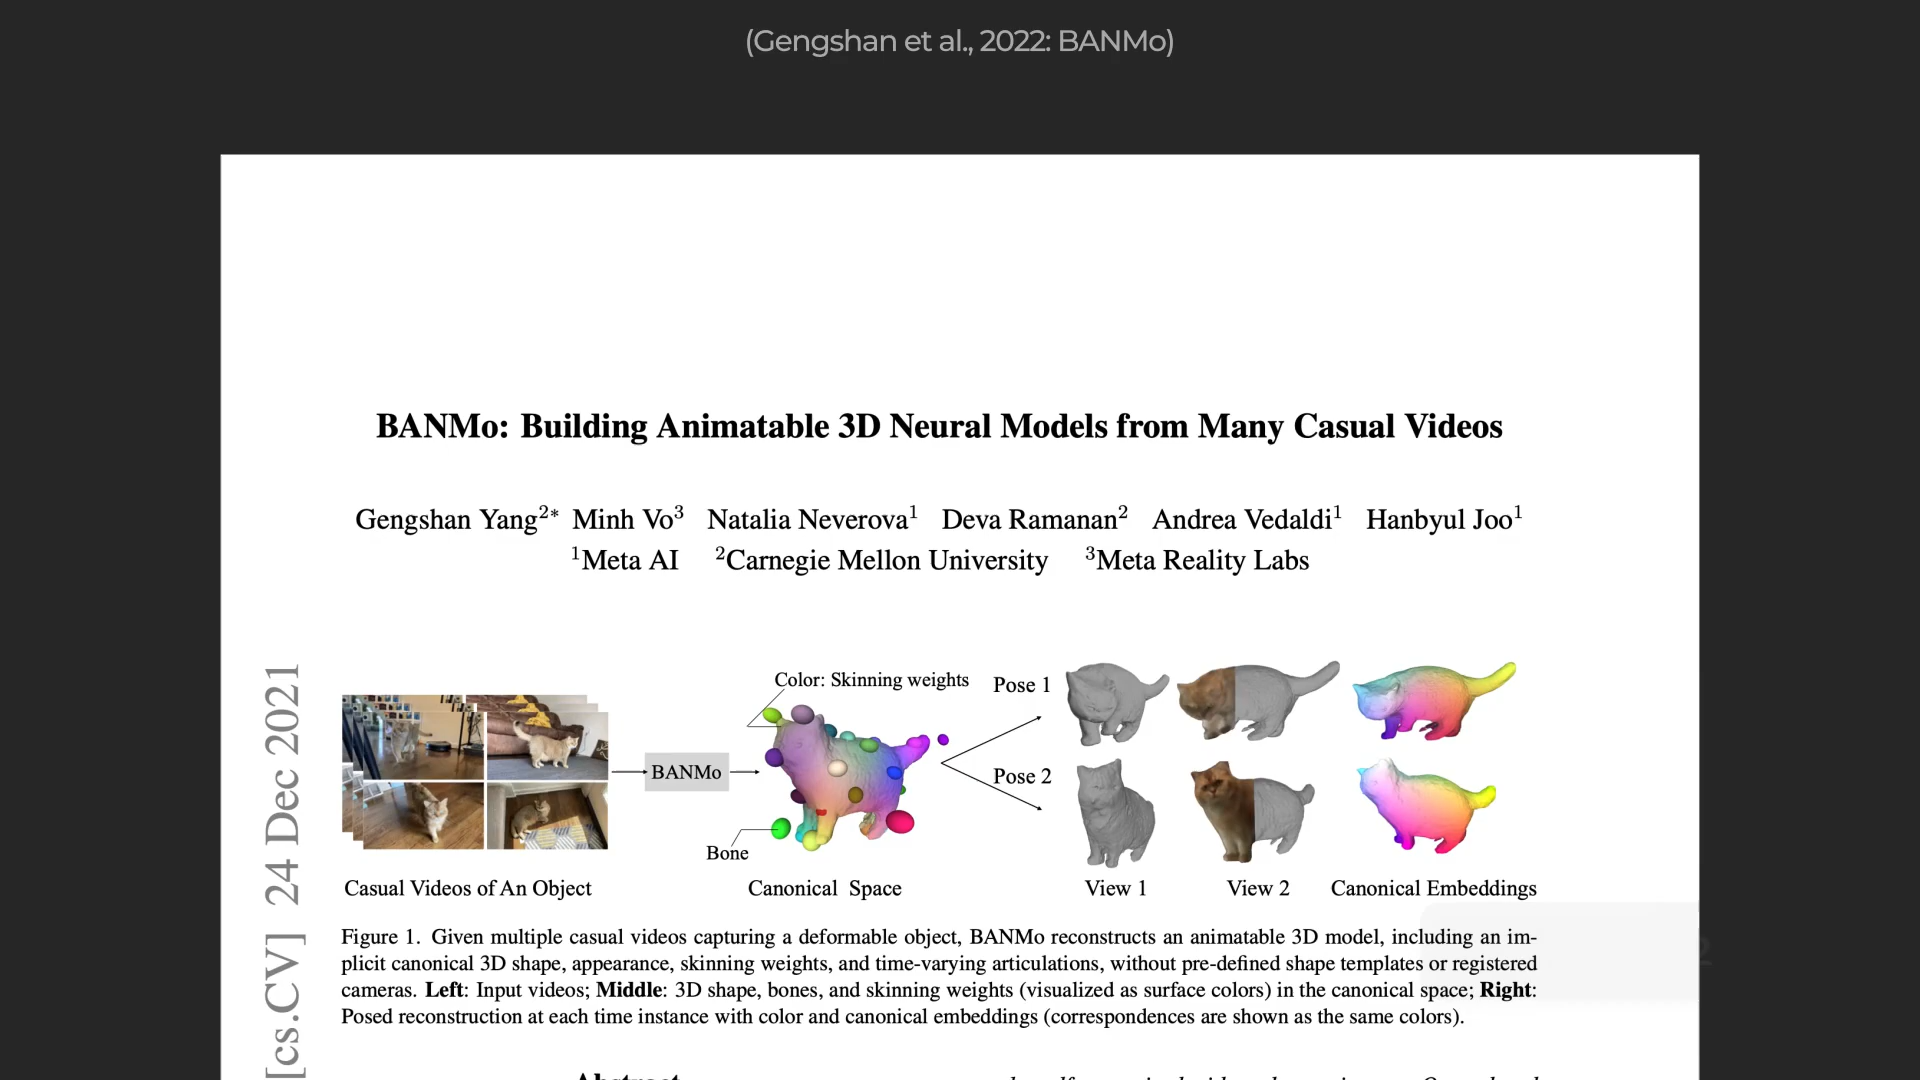 (Gengshan et al., 2022: BANMo)
BANMo: Building Animatable 3D Neural Models from Many Casual Videos
Gengshan Yang2* Minh Vo3 Natalia Neverova1 Deva Ramanan2 Andrea Vedaldi1 Hanbyul Joo1
1Meta AI 2Carnegie Mellon University 3Meta Reality Labs
[cs.CV] 24 Dec 2021
Color: Skinning weights
Pose 1
BANMo
Pose 2
Bone
Casual Videos of An Object
Canonical Space
View 1
View 2
Canonical Embeddings
Figure 1. Given multiple casual videos capturing a deformable object, BANMo reconstructs an animatable 3D model, including an im-
plicit canonical 3D shape, appearance, skinning weights, and time-varying articulations, without pre-defined shape templates or registered
cameras. Left: Input videos; Middle: 3D shape, bones, and skinning weights (visualized as surface colors) in the canonical space; Right:
Posed reconstruction at each time instance with color and canonical embeddings (correspondences are shown as the same colors).
Abstract